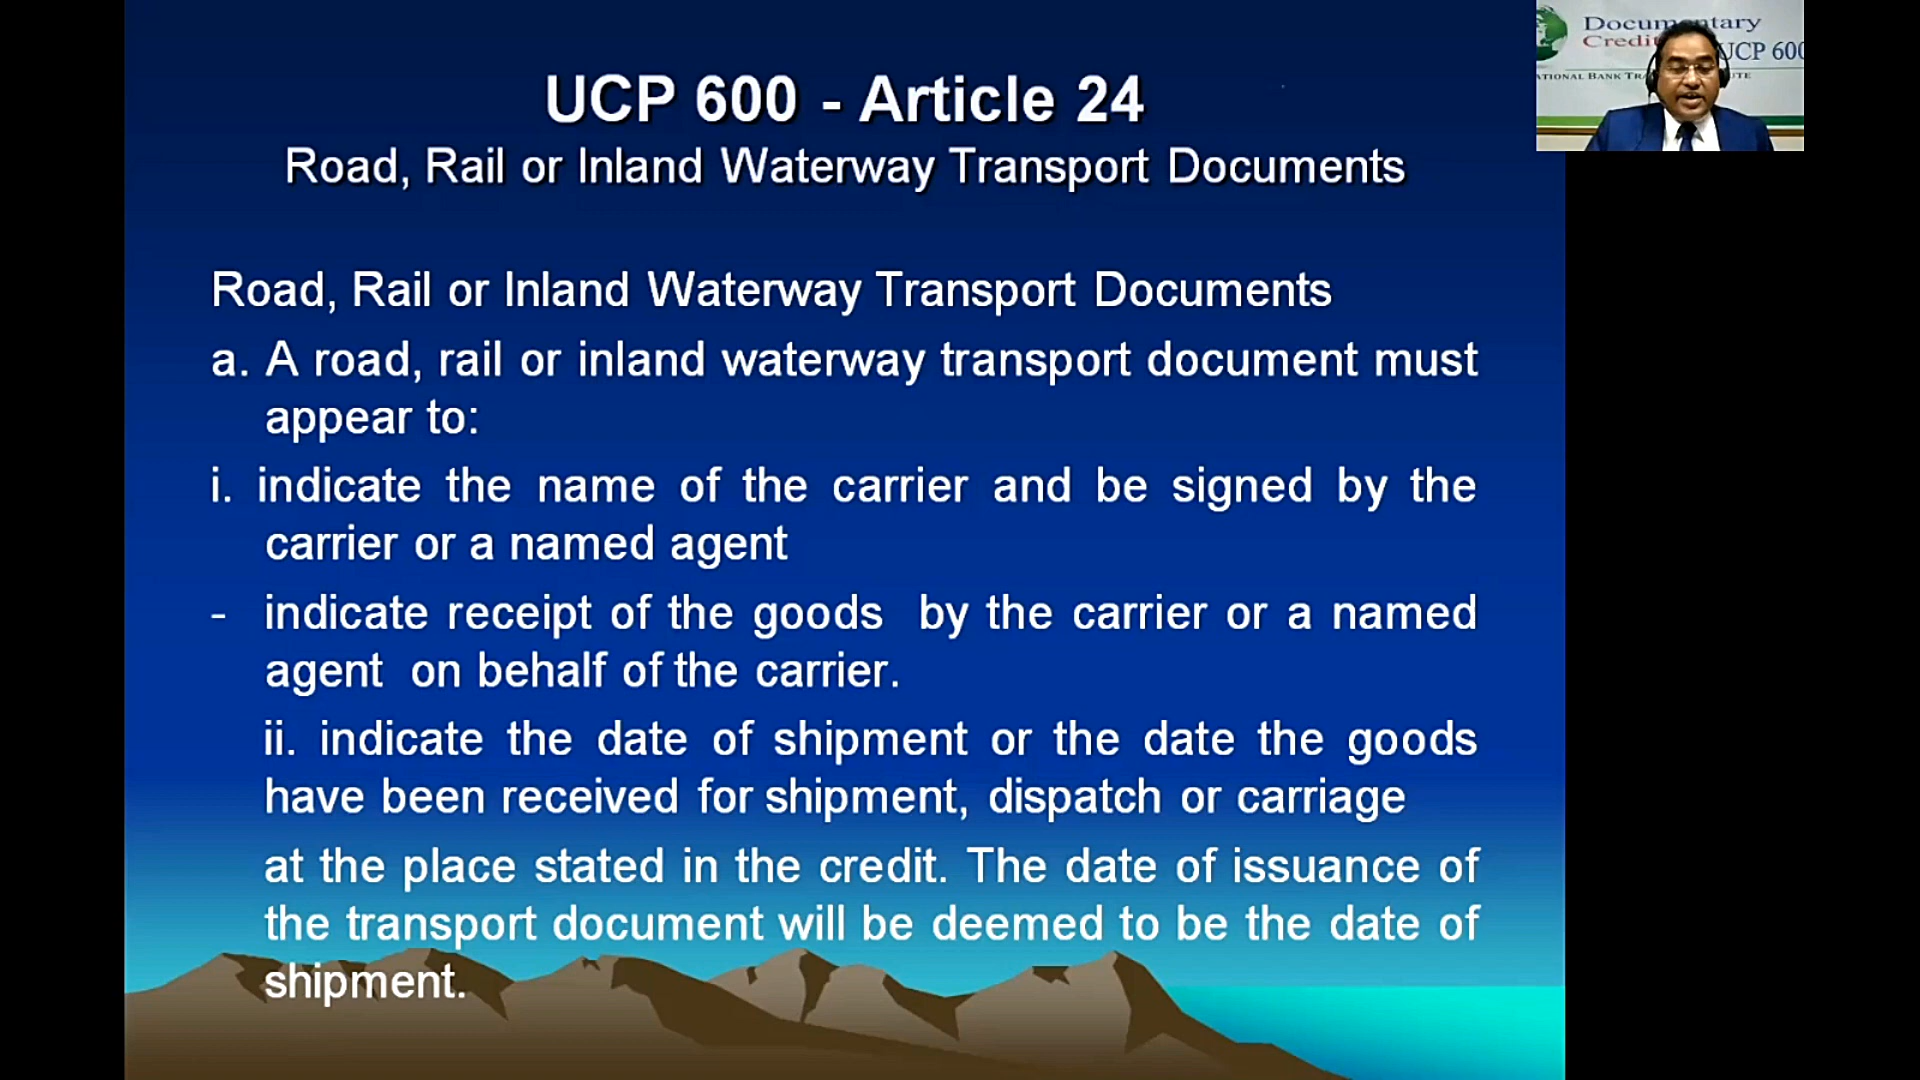 UCP 600 - Article 24
Road, Rail or Inland Waterway Transport Documents
Road, Rail or Inland Waterway Transport Documents
a. A road, rail or inland waterway transport document must
appear to:
i. indicate the name of the carrier and be signed by the
carrier or a named agent
- indicate receipt of the goods by the carrier or a named
agent on behalf of the carrier.
ii. indicate the date of shipment or the date the goods
have been received for shipment, dispatch or carriage
at the place stated in the credit. The date of issuance of
the transport document will be deemed to be the date of
shipment.
Documentary
UCP 600